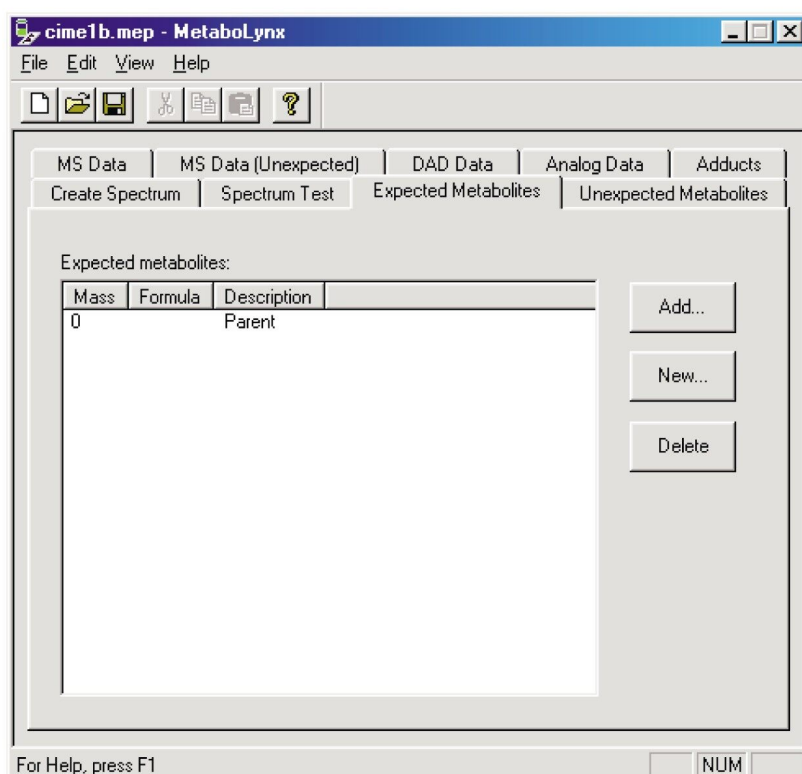 cime1b.mep - MetaboLynx
File Edit View Help
MS Data MS Data (Unexpected) DAD Data Analog Data Adducts
Create Spectrum Spectrum Test Expected Metabolites Unexpected Metabolites
Expected metabolites:
Mass Formula Description
0 Parent
Add...
New...
Delete
For Help, press F1 NUM